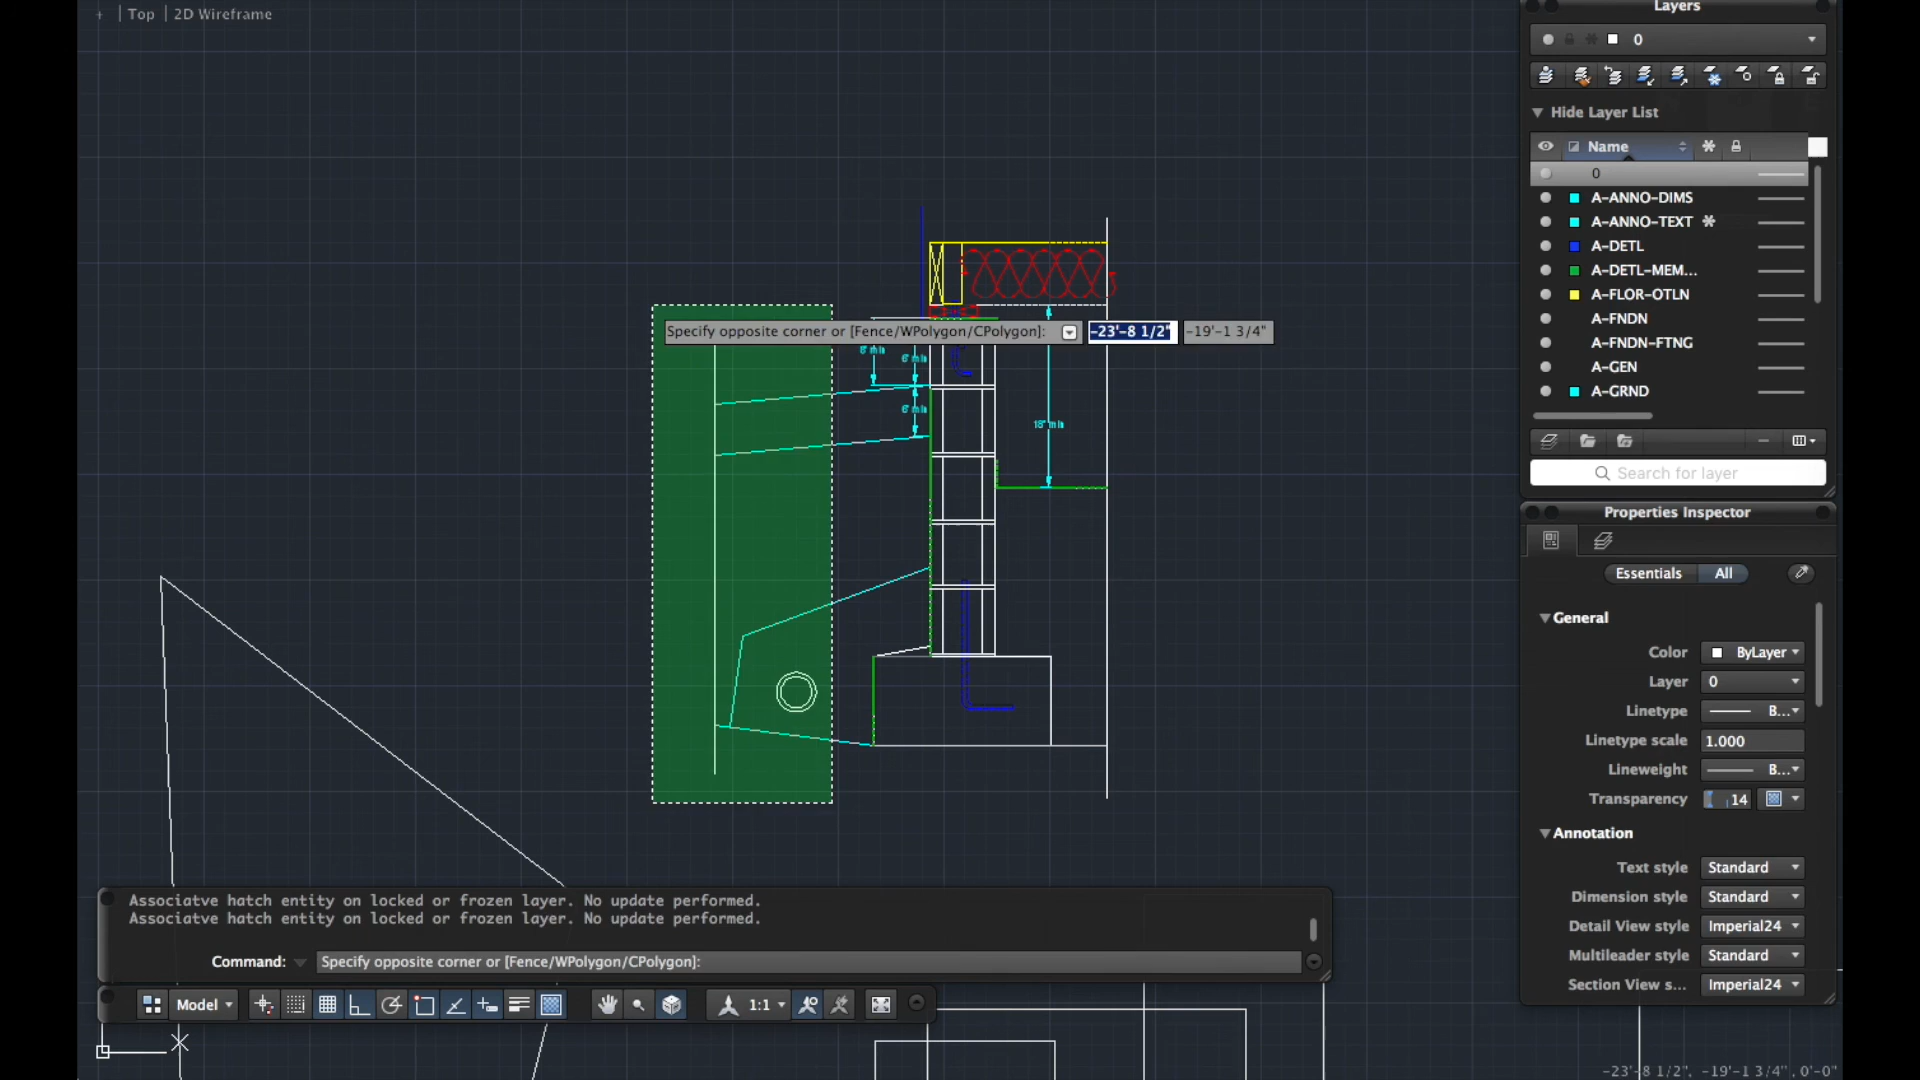 + | Top | 2D Wireframe
Layers
0
Hide Layer List
Name
0
A-ANNO-DIMS
A-ANNO-TEXT
A-DETL
A-DETL-MEM...
A-FLOR-OTLN
A-FNDN
A-FNDN-FTNG
A-GEN
A-GRND
Search for layer
Specify opposite corner or [Fence/WPolygon/CPolygon]: -23'-8 1/2" -19'-1 3/4"
6" min
6" min
18" min
Properties Inspector
Essentials All
General
Color ByLayer
Layer 0
Linetype B...
Linetype scale 1.000
Lineweight B...
Transparency 14
Annotation
Text style Standard
Dimension style Standard
Detail View style Imperial24
Multileader style Standard
Section View s... Imperial24
Associatve hatch entity on locked or frozen layer. No update performed.
Associatve hatch entity on locked or frozen layer. No update performed.
Command: Specify opposite corner or [Fence/WPolygon/CPolygon]:
Model 1:1
-23'-8 1/2", -19'-1 3/4", 0'-0"